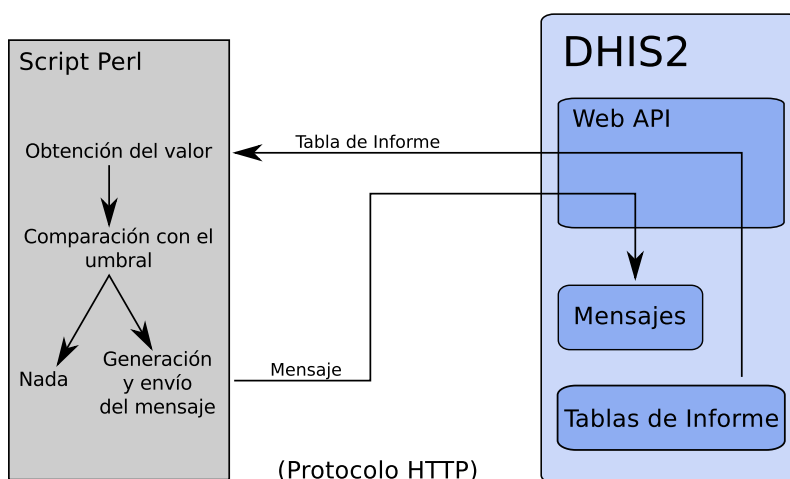 Script Perl
Obtención del valor
Comparación con el
umbral
Nada
Generación
y envío
del mensaje
Tabla de Informe
Mensaje
(Protocolo HTTP)
DHIS2
Web API
Mensajes
Tablas de Informe